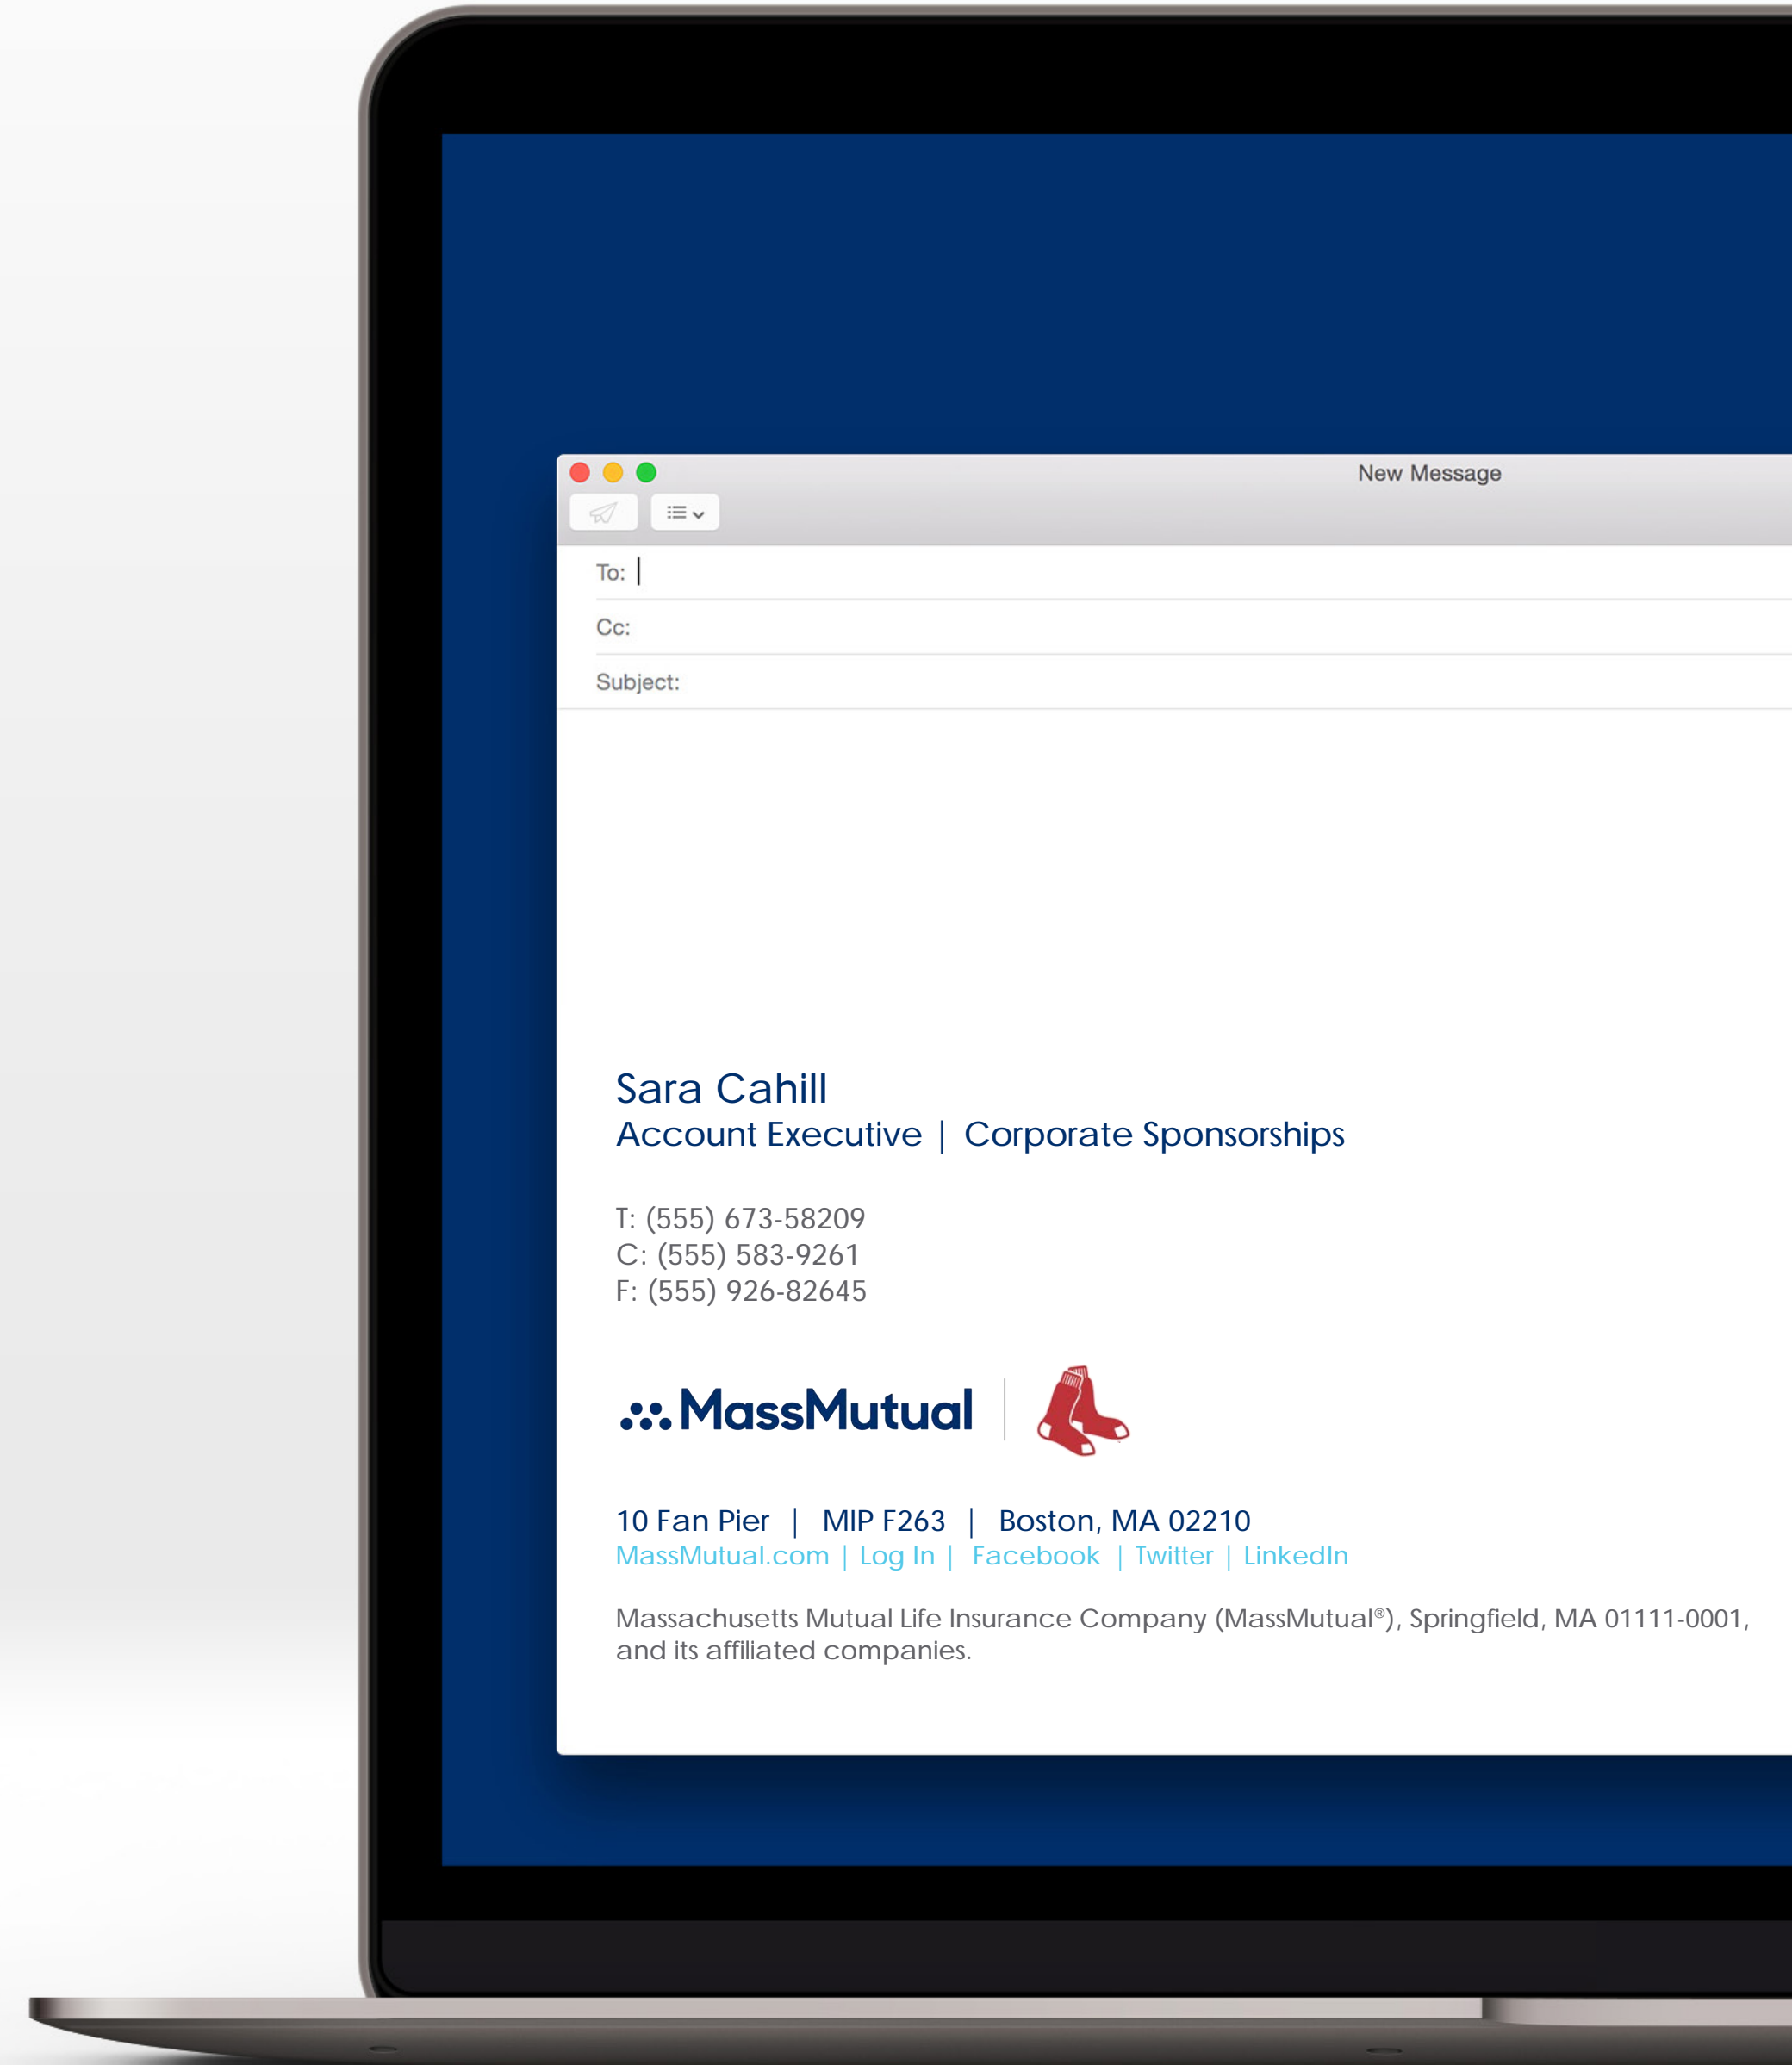 New Message
To:
Cc:
Subject:
Sara Cahill
Account Executive | Corporate Sponsorships
T: (555) 673-58209
C: (555) 583-9261
F: (555) 926-82645
MassMutual
10 Fan Pier | MIP F263 | Boston, MA 02210
MassMutual.com | Log In | Facebook | Twitter | LinkedIn
Massachusetts Mutual Life Insurance Company (MassMutual®), Springfield, MA 01111-0001,
and its affiliated companies.